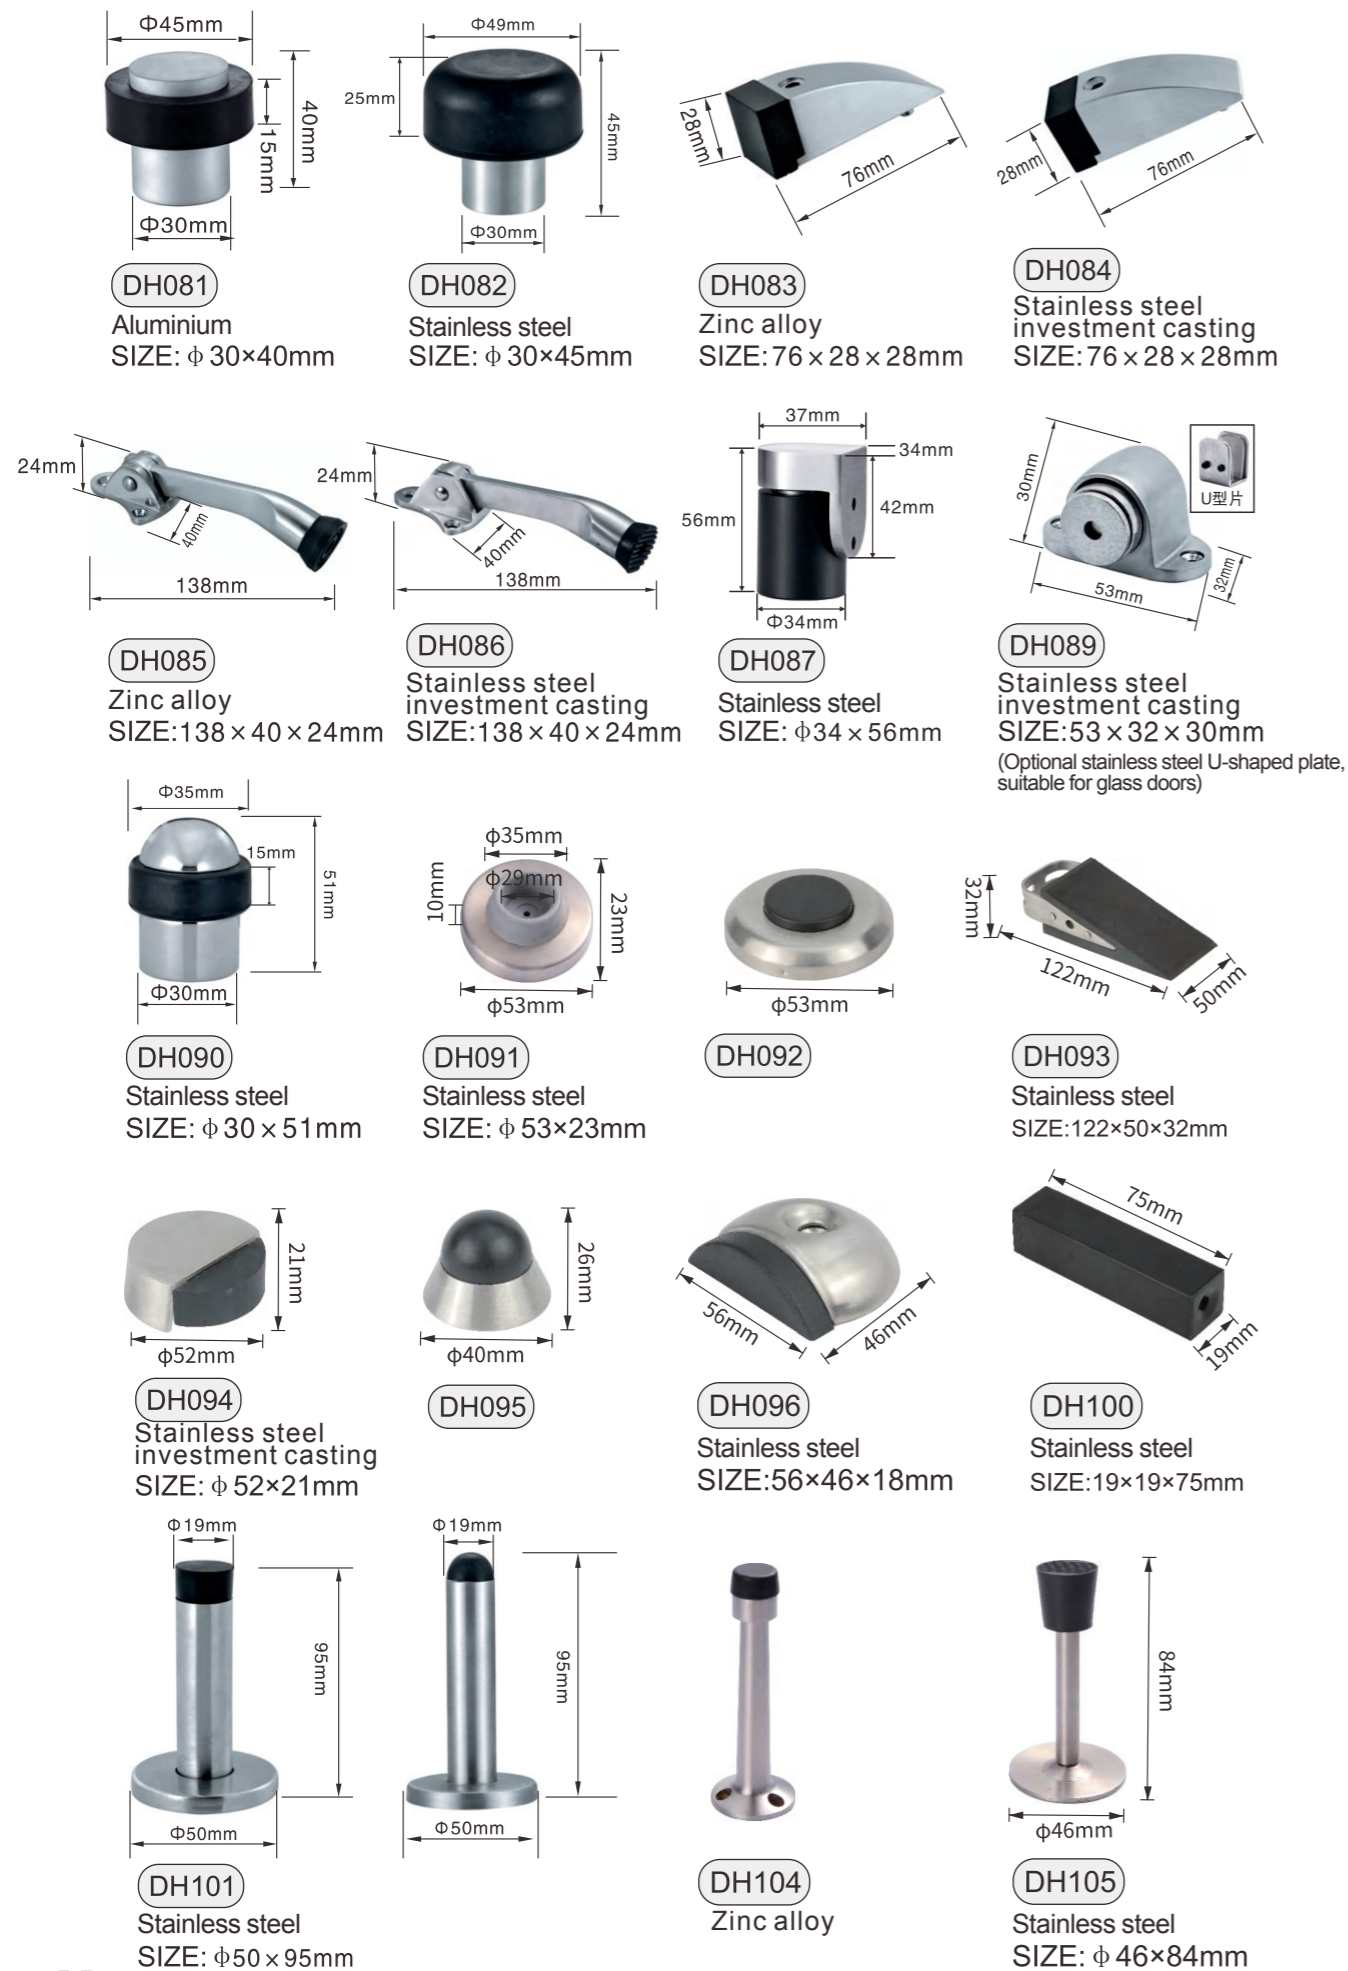 Φ45mm
40mm
15mm
Φ30mm
DH081
Aluminium
SIZE: φ 30×40mm
Φ49mm
25mm
45mm
Φ30mm
DH082
Stainless steel
SIZE: φ 30×45mm
28mm
76mm
DH083
Zinc alloy
SIZE:76×28×28mm
28mm
76mm
DH084
Stainless steel
investment casting
SIZE:76×28×28mm
24mm
40mm
138mm
DH085
Zinc alloy
SIZE:138×40×24mm
24mm
40mm
138mm
DH086
Stainless steel
investment casting
SIZE:138×40×24mm
37mm
34mm
56mm
42mm
Φ34mm
DH087
Stainless steel
SIZE: φ34×56mm
30mm
U型片
53mm
32mm
DH089
Stainless steel
investment casting
SIZE:53×32×30mm
(Optional stainless steel U-shaped plate,
suitable for glass doors)
Φ35mm
15mm
51mm
Φ30mm
DH090
Stainless steel
SIZE: φ30×51mm
φ35mm
φ29mm
10mm
23mm
φ53mm
DH091
Stainless steel
SIZE: φ 53×23mm
φ53mm
DH092
32mm
122mm
50mm
DH093
Stainless steel
SIZE:122×50×32mm
21mm
φ52mm
DH094
Stainless steel
investment casting
SIZE: φ 52×21mm
26mm
φ40mm
DH095
56mm
46mm
DH096
Stainless steel
SIZE:56×46×18mm
75mm
19mm
DH100
Stainless steel
SIZE:19×19×75mm
Φ19mm
95mm
Φ50mm
DH101
Stainless steel
SIZE: φ50×95mm
Φ19mm
95mm
Φ50mm
DH104
Zinc alloy
84mm
φ46mm
DH105
Stainless steel
SIZE: φ 46×84mm